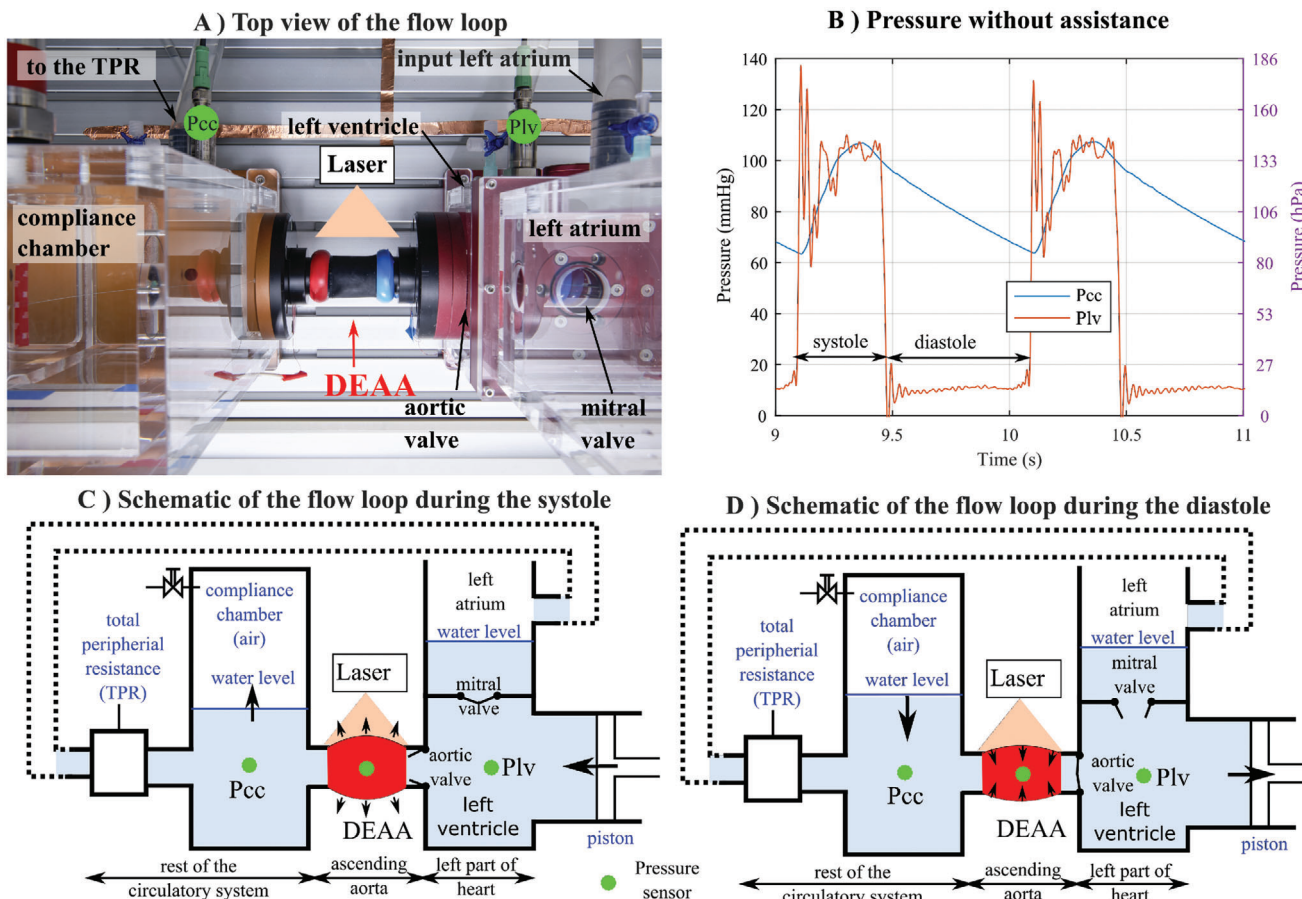 A ) Top view of the flow loop
to the TPR
input left atrium
Pcc
Plv
left ventricle
Laser
compliance
chamber
left atrium
DEAA
aortic
valve
mitral
valve
B ) Pressure without assistance
140
120
100
80
60
40
20
0
Pressure (mmHg)
186
160
133
106
80
53
27
0
Pressure (hPa)
Pcc
Plv
systole
diastole
9
9.5
10
10.5
11
Time (s)
C ) Schematic of the flow loop during the systole
left
atrium
compliance
chamber
(air)
total
peripherial
resistance
(TPR)
water level
water level
Laser
mitral
valve
aortic
valve
Pcc
Plv
DEAA
left
ventricle
piston
rest of the
circulatory system
ascending
aorta
left part of
heart
Pressure
sensor
D ) Schematic of the flow loop during the diastole
left
atrium
compliance
chamber
(air)
total
peripherial
resistance
(TPR)
water level
water level
mitral
valve
Laser
aortic
valve
Pcc
Plv
DEAA
left
ventricle
piston
rest of the
circulatory system
ascending
aorta
left part of
heart